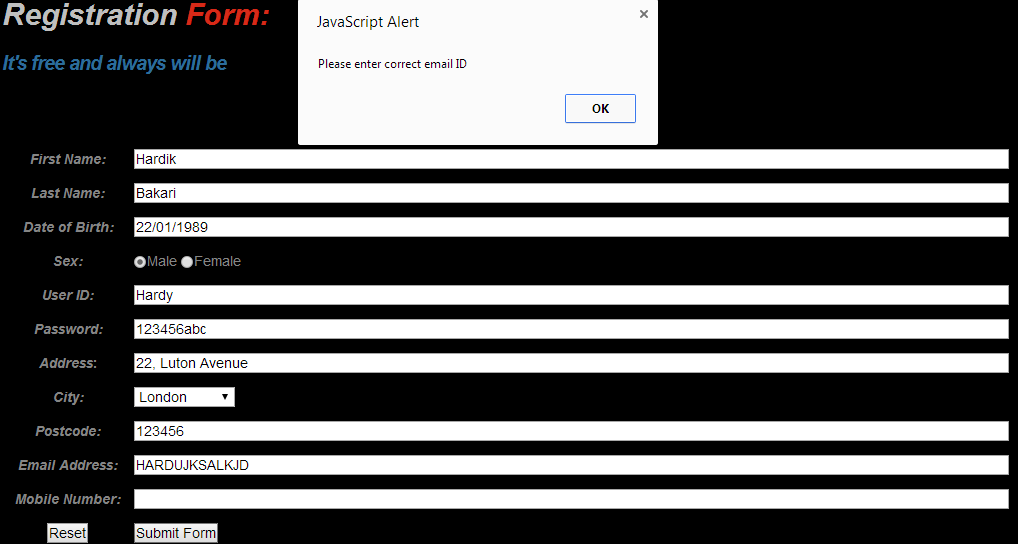 Registration Form:
It's free and always will be
JavaScript Alert
Please enter correct email ID
OK
First Name: Hardik
Last Name: Bakari
Date of Birth: 22/01/1989
Sex: Male Female
User ID: Hardy
Password: 123456abc
Address: 22, Luton Avenue
City: London
Postcode: 123456
Email Address: HARDUJKSALKJD
Mobile Number:
Reset Submit Form